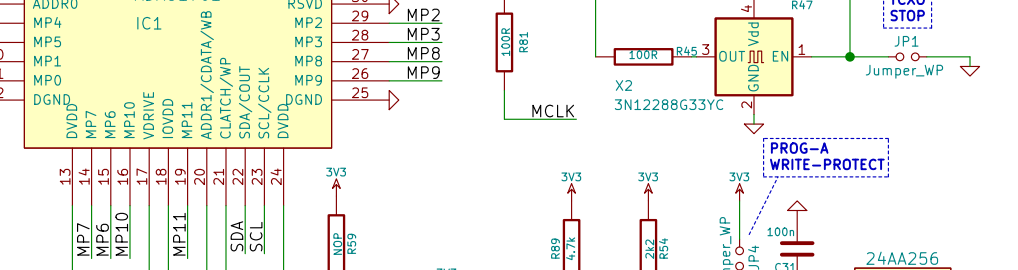 ADDR0
MP4
MP5
MP1
MP0
DGND
IC1
RSVD
MP2
MP3
MP8
MP9
DGND
29
28
27
26
25
MP2
MP3
MP8
MP9
DVDD
MP7
MP6
MP10
VDRIVE
IOVDD
MP11
ADDR1/CDATA/WB
CLATCH/WP
SDA/COUT
SCL/CCLK
DVDD
13
14
15
16
17
18
19
20
21
22
23
24
MP7
MP6
MP10
MP11
SDA
SCL
3V3
NOP
R59
100R
R81
MCLK
100R
R45
3
OUT
Vdd
GND
EN
4
1
2
R47
X2
3N12288G33YC
TCXO
STOP
JP1
Jumper_WP
PROG-A
WRITE-PROTECT
3V3
R89
4.7k
3V3
2k2
R54
3V3
JP4
100n
C31
24AA256